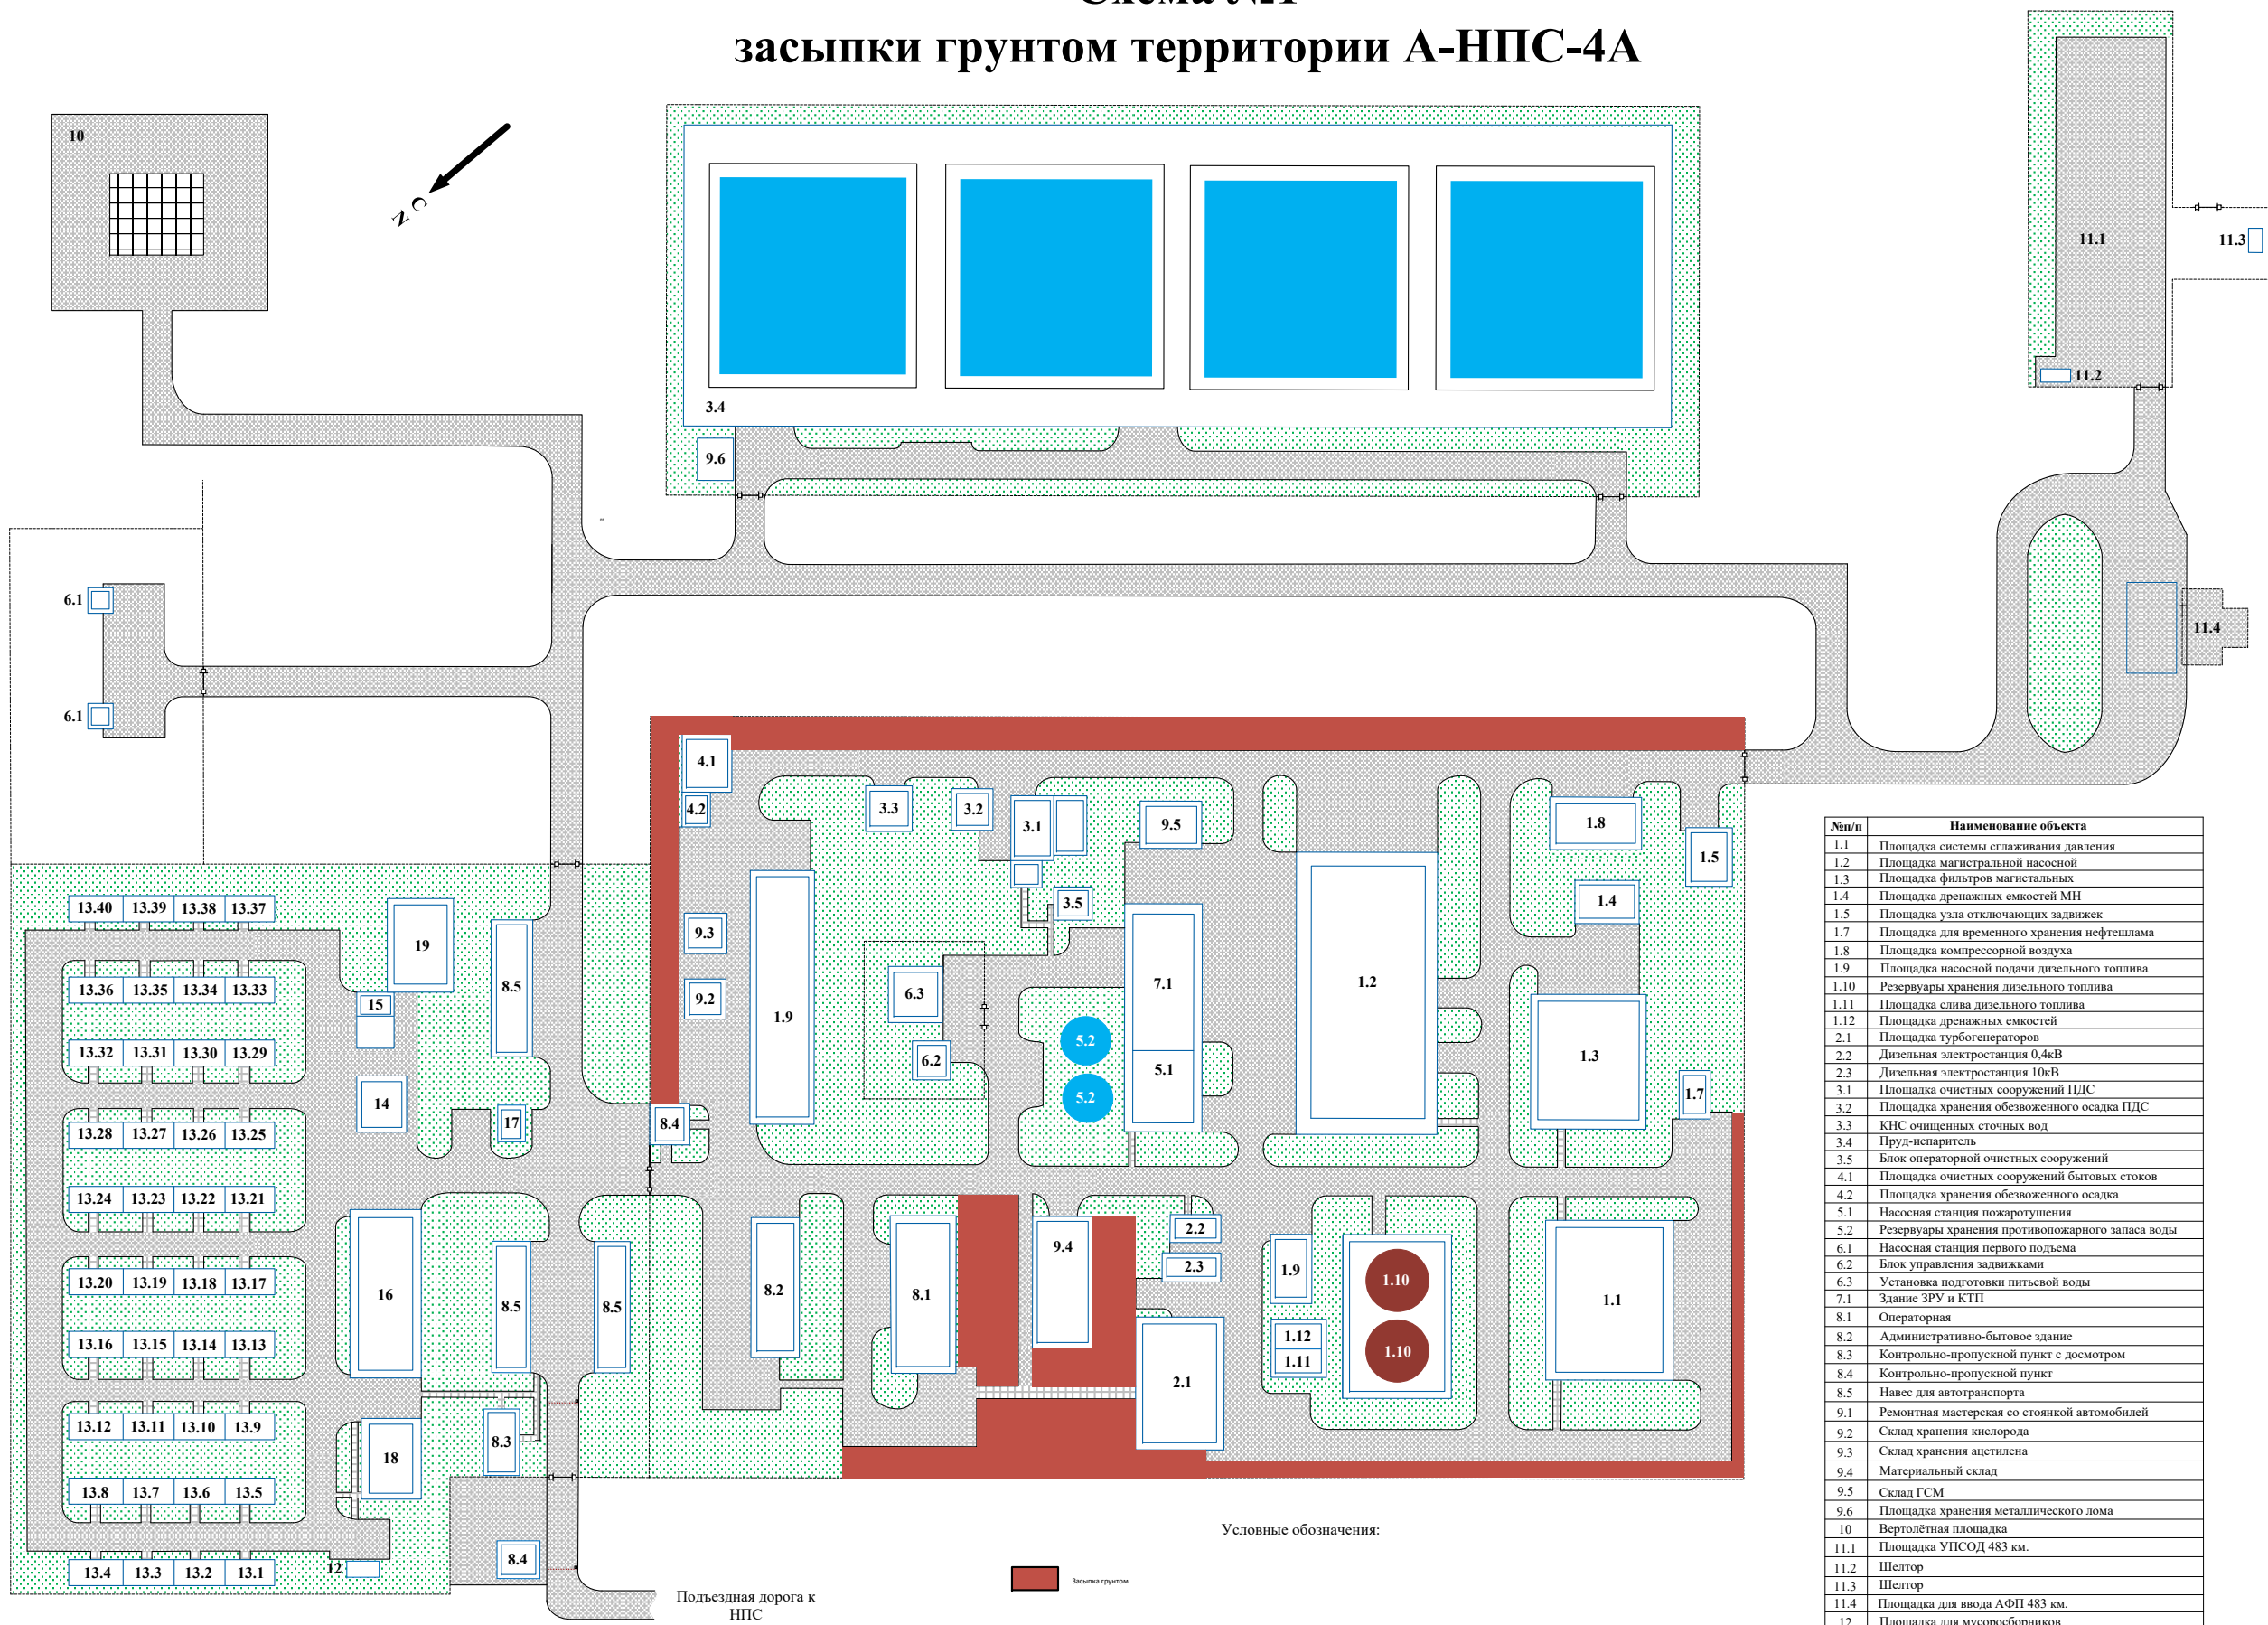 засыпки грунтом территории А-НПС-4А
10
С
N
3.4
9.6
11.1
11.3
11.2
11.4
6.1
6.1
4.1
4.2
3.3
3.2
3.1
9.5
1.8
1.5
3.5
1.4
9.3
9.2
1.9
6.3
6.2
7.1
5.2
5.1
5.2
1.2
1.3
1.7
13.40 13.39 13.38 13.37
19
8.5
13.36 13.35 13.34 13.33
15
13.32 13.31 13.30 13.29
14
17
8.4
13.28 13.27 13.26 13.25
13.24 13.23 13.22 13.21
16
8.5
8.5
8.2
8.1
9.4
2.2
2.3
1.9
1.10
1.10
1.1
1.12
1.11
2.1
13.20 13.19 13.18 13.17
13.16 13.15 13.14 13.13
13.12 13.11 13.10 13.9
18
8.3
13.8 13.7 13.6 13.5
12
8.4
13.4 13.3 13.2 13.1
Подъездная дорога к
НПС
Условные обозначения:
Засыпка грунтом
№п/п Наименование объекта
1.1 Площадка системы сглаживания давления
1.2 Площадка магистральной насосной
1.3 Площадка фильтров магистальных
1.4 Площадка дренажных емкостей МН
1.5 Площадка узла отключающих задвижек
1.7 Площадка для временного хранения нефтешлама
1.8 Площадка компрессорной воздуха
1.9 Площадка насосной подачи дизельного топлива
1.10 Резервуары хранения дизельного топлива
1.11 Площадка слива дизельного топлива
1.12 Площадка дренажных емкостей
2.1 Площадка турбогенераторов
2.2 Дизельная электростанция 0,4кВ
2.3 Дизельная электростанция 10кВ
3.1 Площадка очистных сооружений ПДС
3.2 Площадка хранения обезвоженного осадка ПДС
3.3 КНС очищенных сточных вод
3.4 Пруд-испаритель
3.5 Блок операторной очистных сооружений
4.1 Площадка очистных сооружений бытовых стоков
4.2 Площадка хранения обезвоженного осадка
5.1 Насосная станция пожаротушения
5.2 Резервуары хранения противопожарного запаса воды
6.1 Насосная станция первого подъема
6.2 Блок управления задвижками
6.3 Установка подготовки питьевой воды
7.1 Здание ЗРУ и КТП
8.1 Операторная
8.2 Административно-бытовое здание
8.3 Контрольно-пропускной пункт с досмотром
8.4 Контрольно-пропускной пункт
8.5 Навес для автотранспорта
9.1 Ремонтная мастерская со стоянкой автомобилей
9.2 Склад хранения кислорода
9.3 Склад хранения ацетилена
9.4 Материальный склад
9.5 Склад ГСМ
9.6 Площадка хранения металлического лома
10 Вертолётная площадка
11.1 Площадка УПСОД 483 км.
11.2 Шелтор
11.3 Шелтор
11.4 Площадка для ввода АФП 483 км.
12 Площадка для мусоросборников